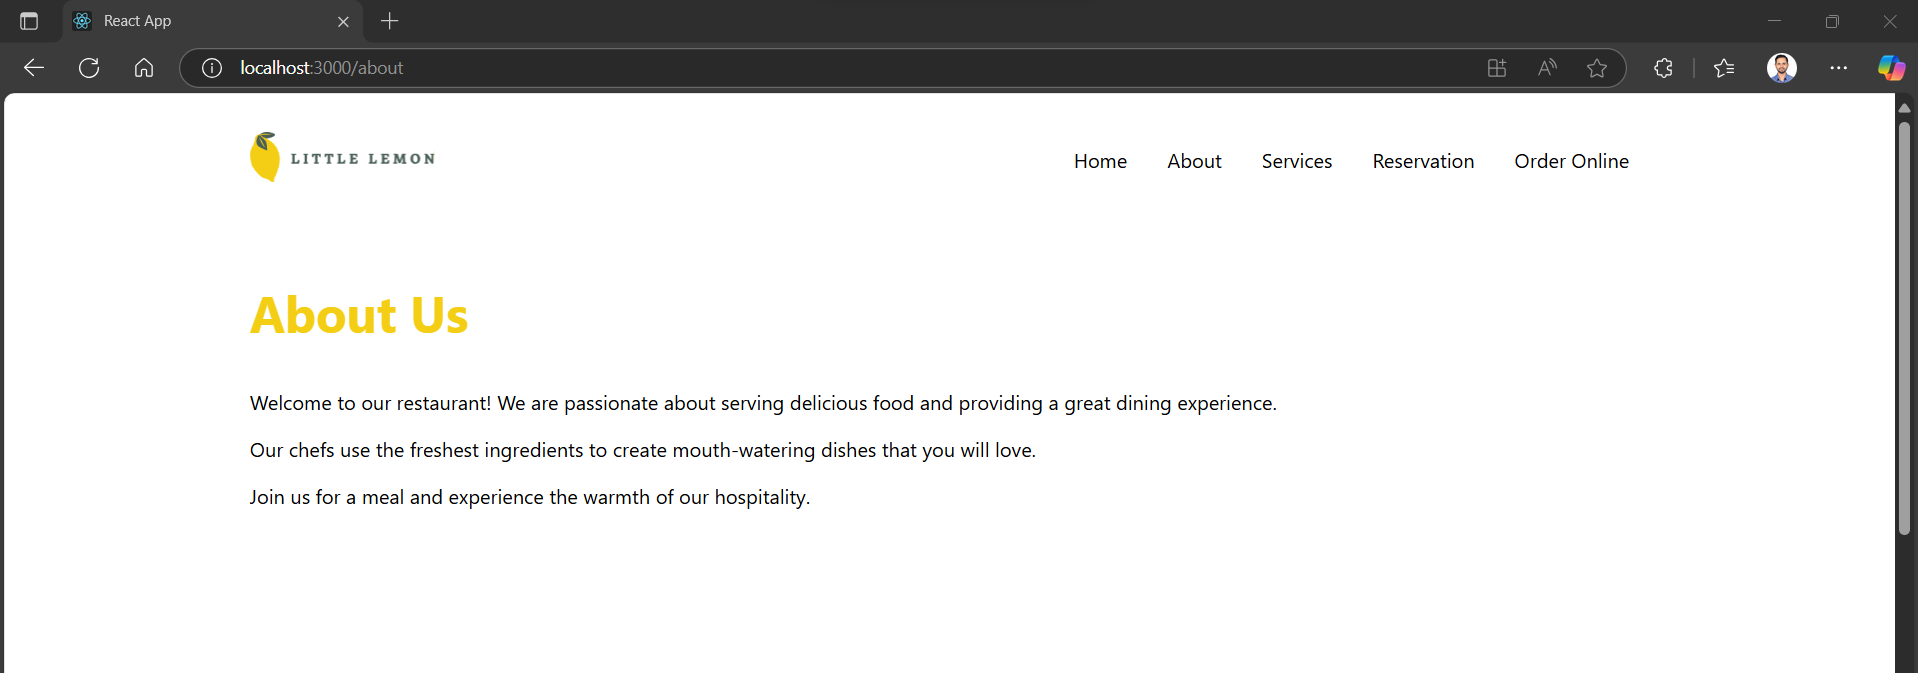 React App
localhost:3000/about
LITTLE LEMON
Home About Services Reservation Order Online
About Us
Welcome to our restaurant! We are passionate about serving delicious food and providing a great dining experience.
Our chefs use the freshest ingredients to create mouth-watering dishes that you will love.
Join us for a meal and experience the warmth of our hospitality.